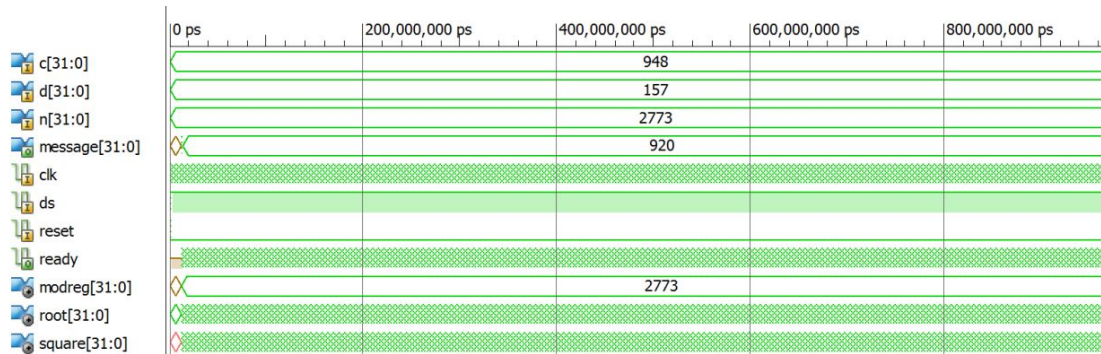 0 ps 200,000,000 ps 400,000,000 ps 600,000,000 ps 800,000,000 ps
c[31:0] 948
d[31:0] 157
n[31:0] 2773
message[31:0] 920
clk
ds
reset
ready
modreg[31:0] 2773
root[31:0]
square[31:0]